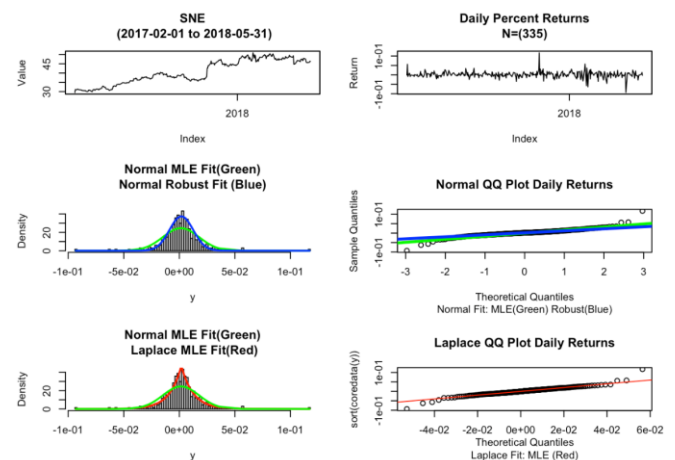 SNE
(2017-02-01 to 2018-05-31)
Value
30
45
2018
Index
Daily Percent Returns
N=(335)
Return
-1e-01
1e-01
2018
Index
Normal MLE Fit(Green)
Normal Robust Fit (Blue)
Density
0
20
-1e-01 -5e-02 0e+00 5e-02 1e-01
y
Normal QQ Plot Daily Returns
Sample Quantiles
-1e-01
1e-01
-3 -2 -1 0 1 2 3
Theoretical Quantiles
Normal Fit: MLE(Green) Robust(Blue)
Normal MLE Fit(Green)
Laplace MLE Fit(Red)
Density
0
20
-1e-01 -5e-02 0e+00 5e-02 1e-01
y
Laplace QQ Plot Daily Returns
sort(coredata(y))
-1e-01
1e-01
-4e-02 -2e-02 0e+00 2e-02 4e-02 6e-02
Theoretical Quantiles
Laplace Fit: MLE (Red)